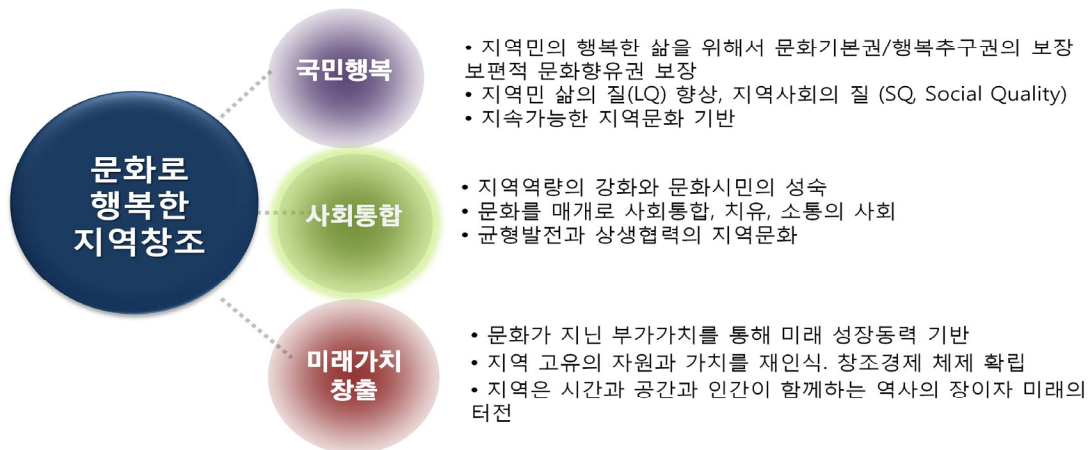 문화로
행복한
지역창조
국민행복
• 지역민의 행복한 삶을 위해서 문화기본권/행복추구권의 보장
보편적 문화향유권 보장
• 지역민 삶의 질(LQ) 향상, 지역사회의 질 (SQ, Social Quality)
• 지속가능한 지역문화 기반
사회통합
• 지역역량의 강화와 문화시민의 성숙
• 문화를 매개로 사회통합, 치유, 소통의 사회
• 균형발전과 상생협력의 지역문화
미래가치
창출
• 문화가 지닌 부가가치를 통해 미래 성장동력 기반
• 지역 고유의 자원과 가치를 재인식. 창조경제 체제 확립
• 지역은 시간과 공간과 인간이 함께하는 역사의 장이자 미래의
터전